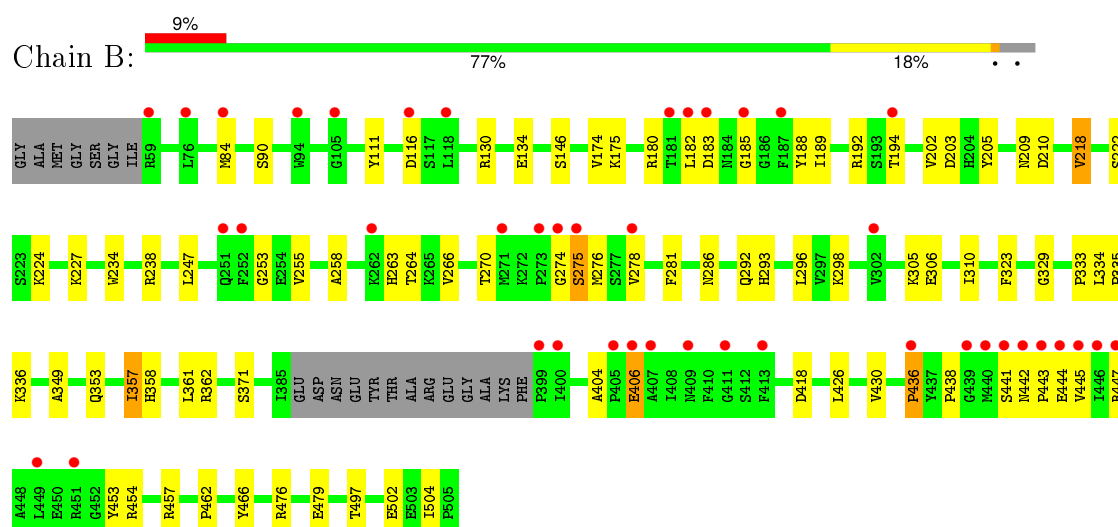 9%
Chain B:
77% 18% • •
GLY ALA MET GLY SER GLY ILE R59 L76 M84 S90 W94 G105 Y111 D116 S117 L118 R130 E134 S146 V174 K175 R180 T181 L182 D183 N184 G185 G186 F187 Y188 I189 R192 S193 T194 V202 D203 H204 Y205 N209 D210 V218 S222
S223 K224 K227 W234 R238 L247 Q251 F252 G253 E254 V255 A258 K262 H263 T264 K265 V266 T270 M271 K272 P273 G274 S275 M276 S277 V278 F281 N286 Q292 H293 L296 V297 K298 V302 K305 E306 I310 F323 G329 P333 L334
K336 A349 Q353 I357 H358 L361 R362 S371 I385 GLU ASP ASN GLU TYR THR ALA ARG GLU GLY ALA LYS PHE P399 I400 A404 P405 E406 A407 I408 N409 F410 G411 S412 F413 D418 L426 V430 P436 Y437 P438 G439 M440 S441 N442 P443 E444 V445 I446 R447
A448 L449 E450 R451 G452 Y453 R454 R457 P462 Y466 R476 E479 T497 E502 E503 I504 P505